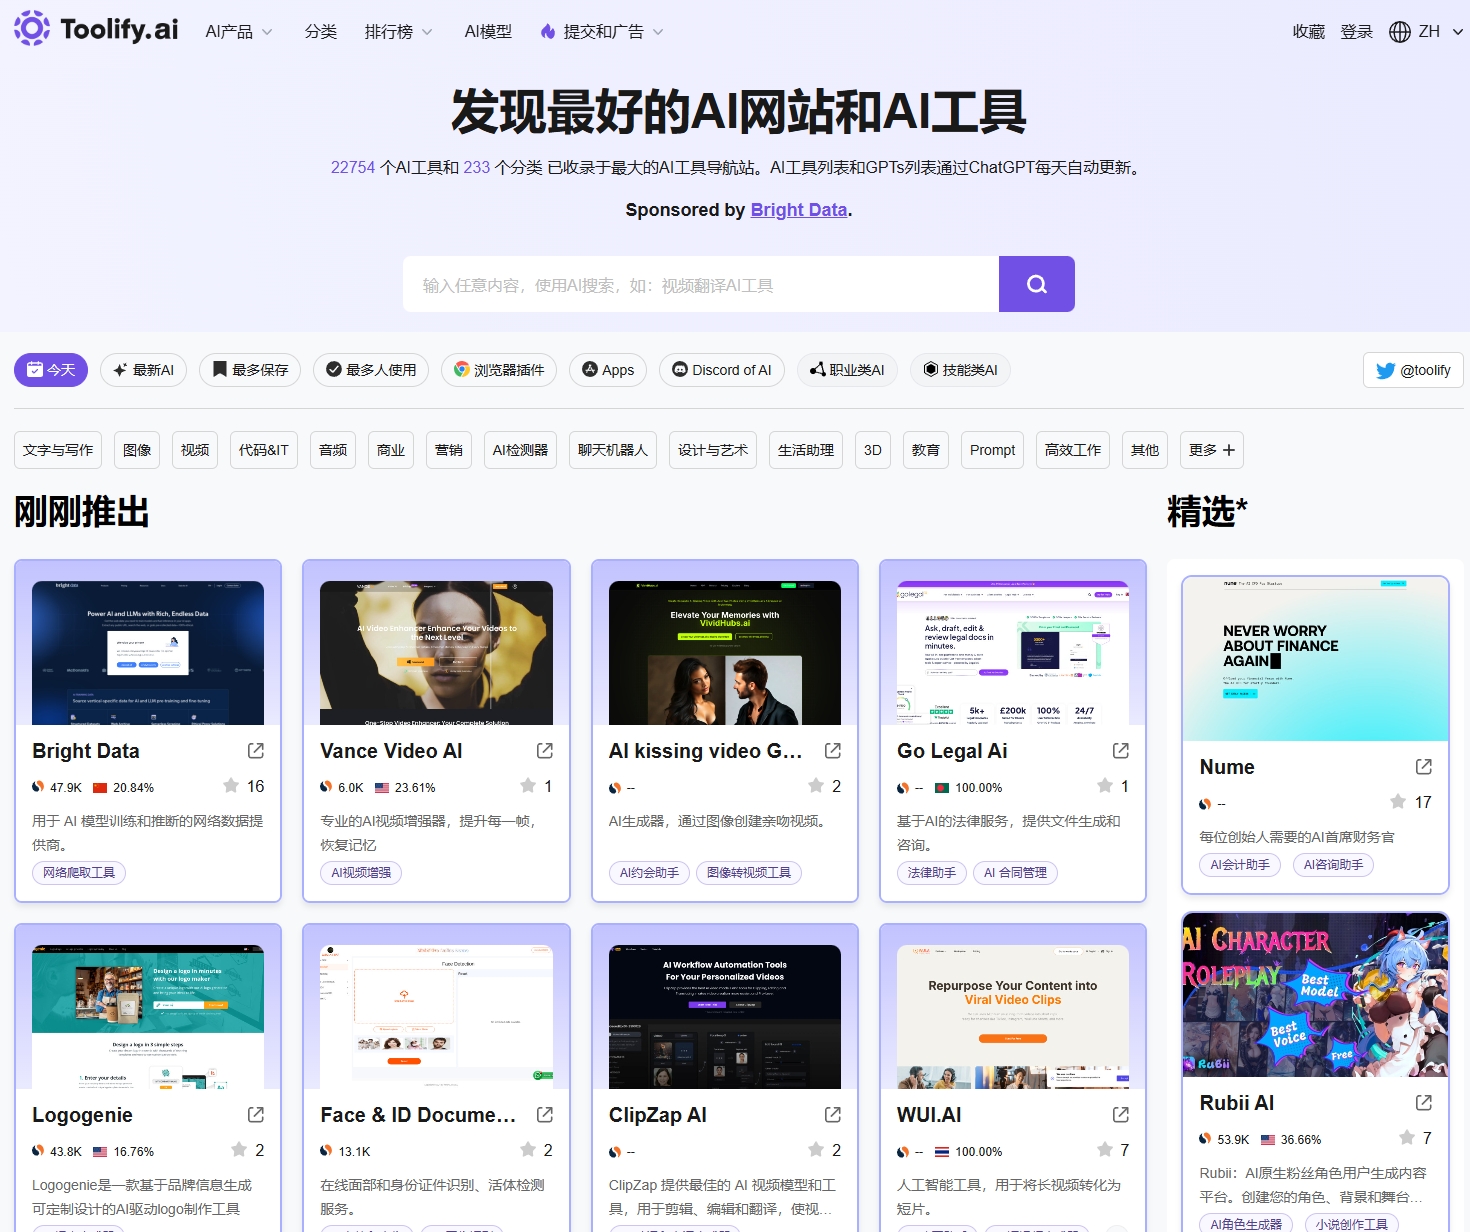 Toolify.ai AI产品 分类 排行榜 AI模型 提交和广告 收藏 登录 ZH
发现最好的AI网站和AI工具
22754 个AI工具和 233 个分类 已收录于最大的AI工具导航站。AI工具列表和GPTs列表通过ChatGPT每天自动更新。
Sponsored by Bright Data.
输入任意内容，使用AI搜索，如：视频翻译AI工具
今天 最新AI 最多保存 最多人使用 浏览器插件 Apps Discord of AI 职业类AI 技能类AI @toolify
文字与写作 图像 视频 代码&IT 音频 商业 营销 AI检测器 聊天机器人 设计与艺术 生活助理 3D 教育 Prompt 高效工作 其他 更多
刚刚推出
Power AI and LLMs with Rich, Endless Data
Bright Data
47.9K 20.84% 16
用于 AI 模型训练和推断的网络数据提
供商。
网络爬取工具
AI Video Enhancer Enhance Your Videos to
the Next Level
One-Stop Video Enhancer: Your Complete Solution
Vance Video AI
6.0K 23.61% 1
专业的AI视频增强器，提升每一帧，
恢复记忆
AI视频增强
Elevate Your Memories with
VividHubs.ai
AI kissing video G...
-- 2
AI生成器，通过图像创建亲吻视频。
AI约会助手 图像转视频工具
Ask, draft, edit &
review legal docs in
minutes.
5k+ £200k 100% 24/7
Go Legal Ai
-- 100.00% 1
基于AI的法律服务，提供文件生成和
咨询。
法律助手 AI 合同管理
Design a logo in minutes
with our logo maker
Design a logo in 3 simple steps
1. Enter your details
Logogenie
43.8K 16.76% 2
Logogenie是一款基于品牌信息生成
可定制设计的AI驱动logo制作工具
Face Detection
Face & ID Docume...
13.1K 2
在线面部和身份证件识别、活体检测
服务。
AI Workflow Automation Tools
For Your Personalized Videos
ClipZap AI
-- 2
ClipZap 提供最佳的 AI 视频模型和工
具，用于剪辑、编辑和翻译，使视...
Repurpose Your Content into
Viral Video Clips
WUI.AI
-- 100.00% 7
人工智能工具，用于将长视频转化为
短片。
精选*
nume
NEVER WORRY
ABOUT FINANCE
AGAIN
Nume
-- 17
每位创始人需要的AI首席财务官
AI会计助手 AI咨询助手
AI CHARACTER
ROLEPLAY
Best
Model
Best
Voice
Free
Rubii
Rubii AI
53.9K 36.66% 7
Rubii：AI原生粉丝角色用户生成内容
平台。创建您的角色、背景和舞台...
AI角色生成器 小说创作工具